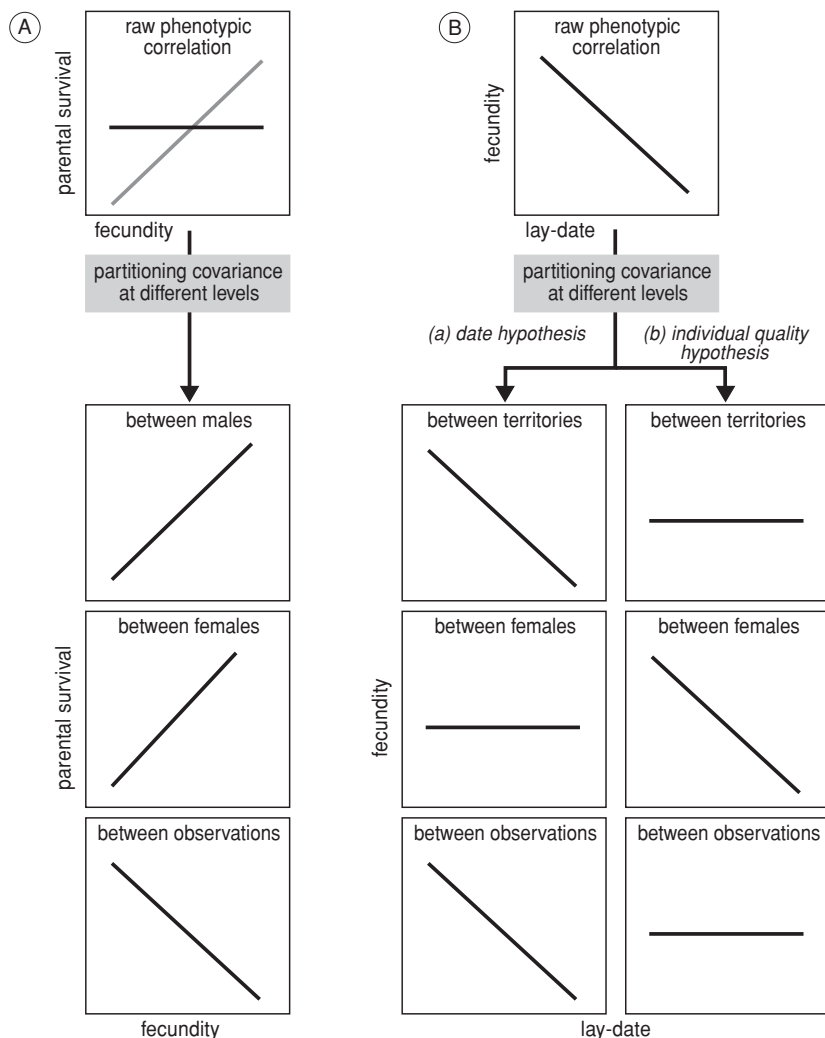 A
raw phenotypic
correlation
parental survival
fecundity
partitioning covariance
at different levels
between males
between females
parental survival
between observations
fecundity
B
raw phenotypic
correlation
fecundity
lay-date
partitioning covariance
at different levels
(a) date hypothesis
(b) individual quality
hypothesis
between territories
between territories
between females
between females
fecundity
between observations
between observations
lay-date